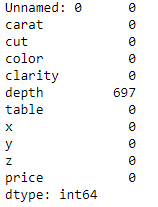 Unnamed: 0 0
carat 0
cut 0
color 0
clarity 0
depth 697
table 0
x 0
y 0
z 0
price 0
dtype: int64